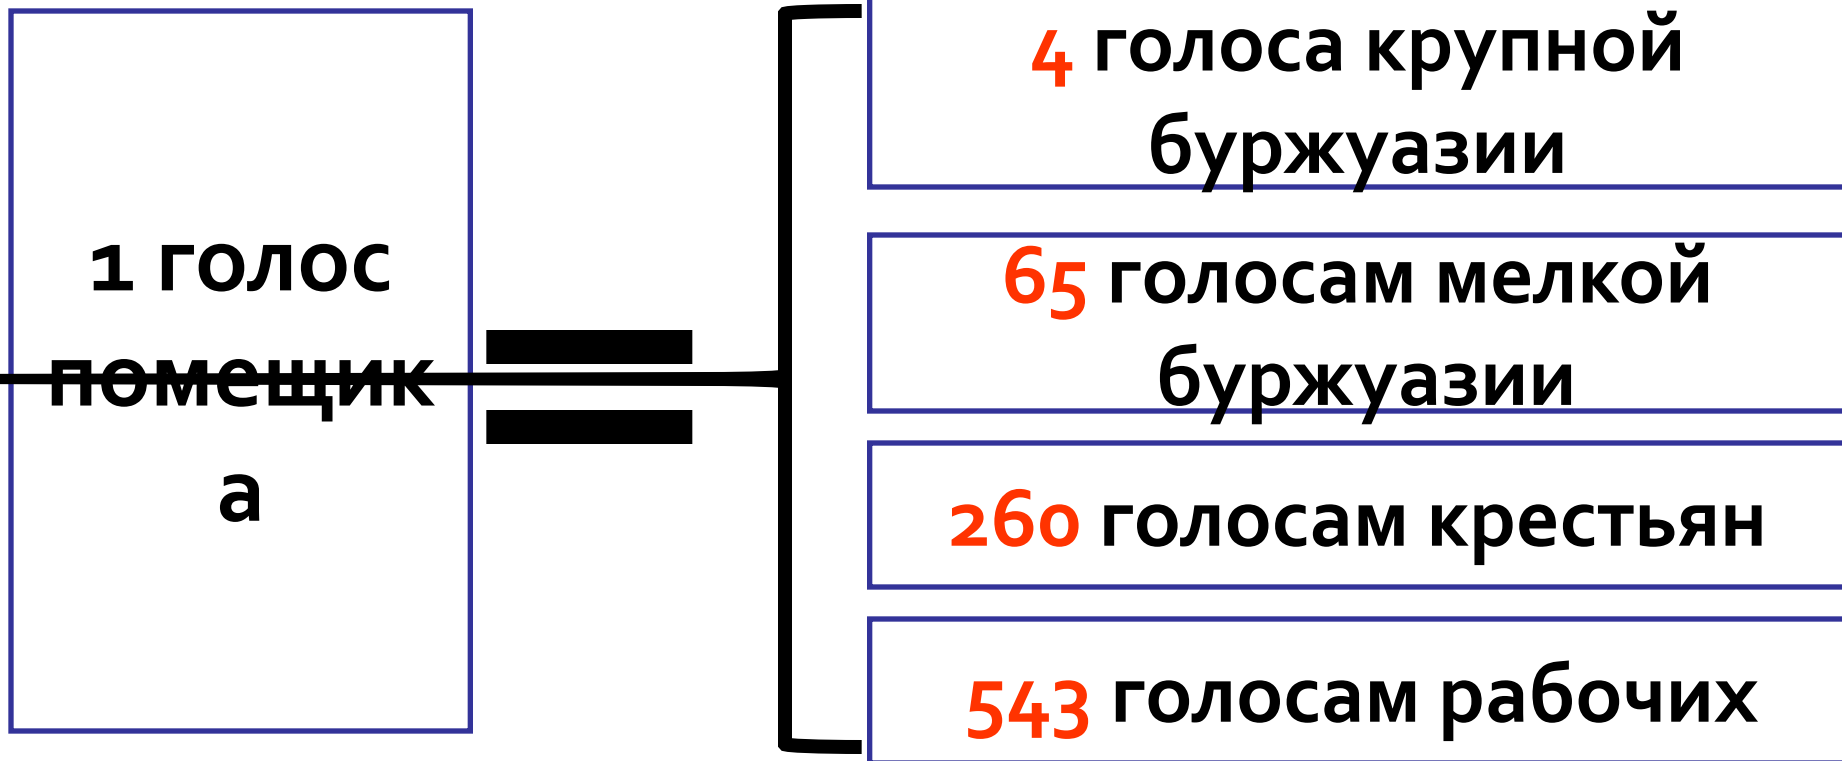 1 голос
помещик
а
4 голоса крупной
буржуазии
65 голосам мелкой
буржуазии
260 голосам крестьян
543 голосам рабочих